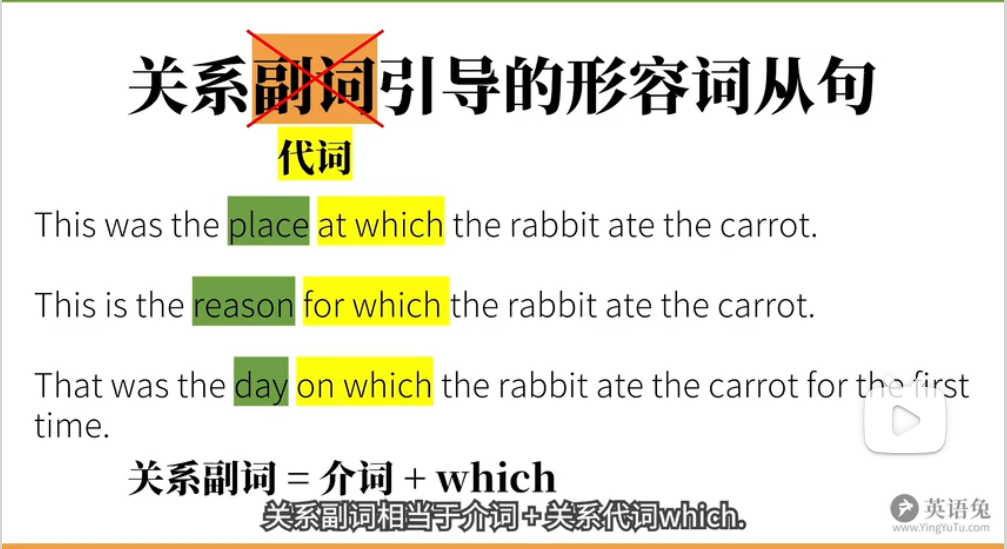 关系副词引导的形容词从句
代词
This was the place at which the rabbit ate the carrot.
This is the reason for which the rabbit ate the carrot.
That was the day on which the rabbit ate the carrot for the first
time.
关系副词 = 介词 + which
关系副词相当于介词 + 关系代词which.
英语兔
www.YingYuTu.com